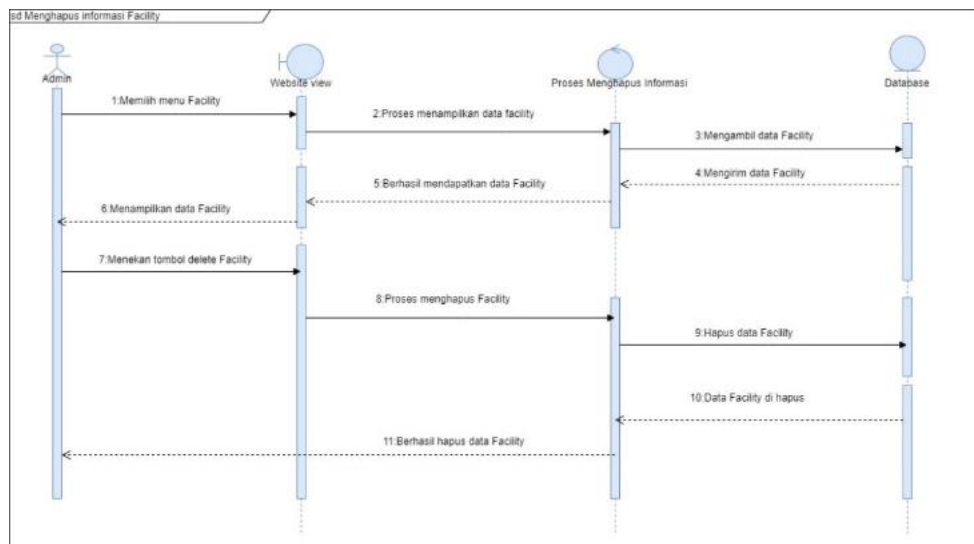 sd Menghapus informasi Facility
Admin
Website view
Proses Menghapus Informasi
Database
1:Memilih menu Facility
2:Proses menampilkan data facility
3:Mengambil data Facility
4:Mengirim data Facility
5:Berhasil mendapatkan data Facility
6:Menampilkan data Facility
7:Menekan tombol delete Facility
8:Proses menghapus Facility
9:Hapus data Facility
10:Data Facility di hapus
11:Berhasil hapus data Facility